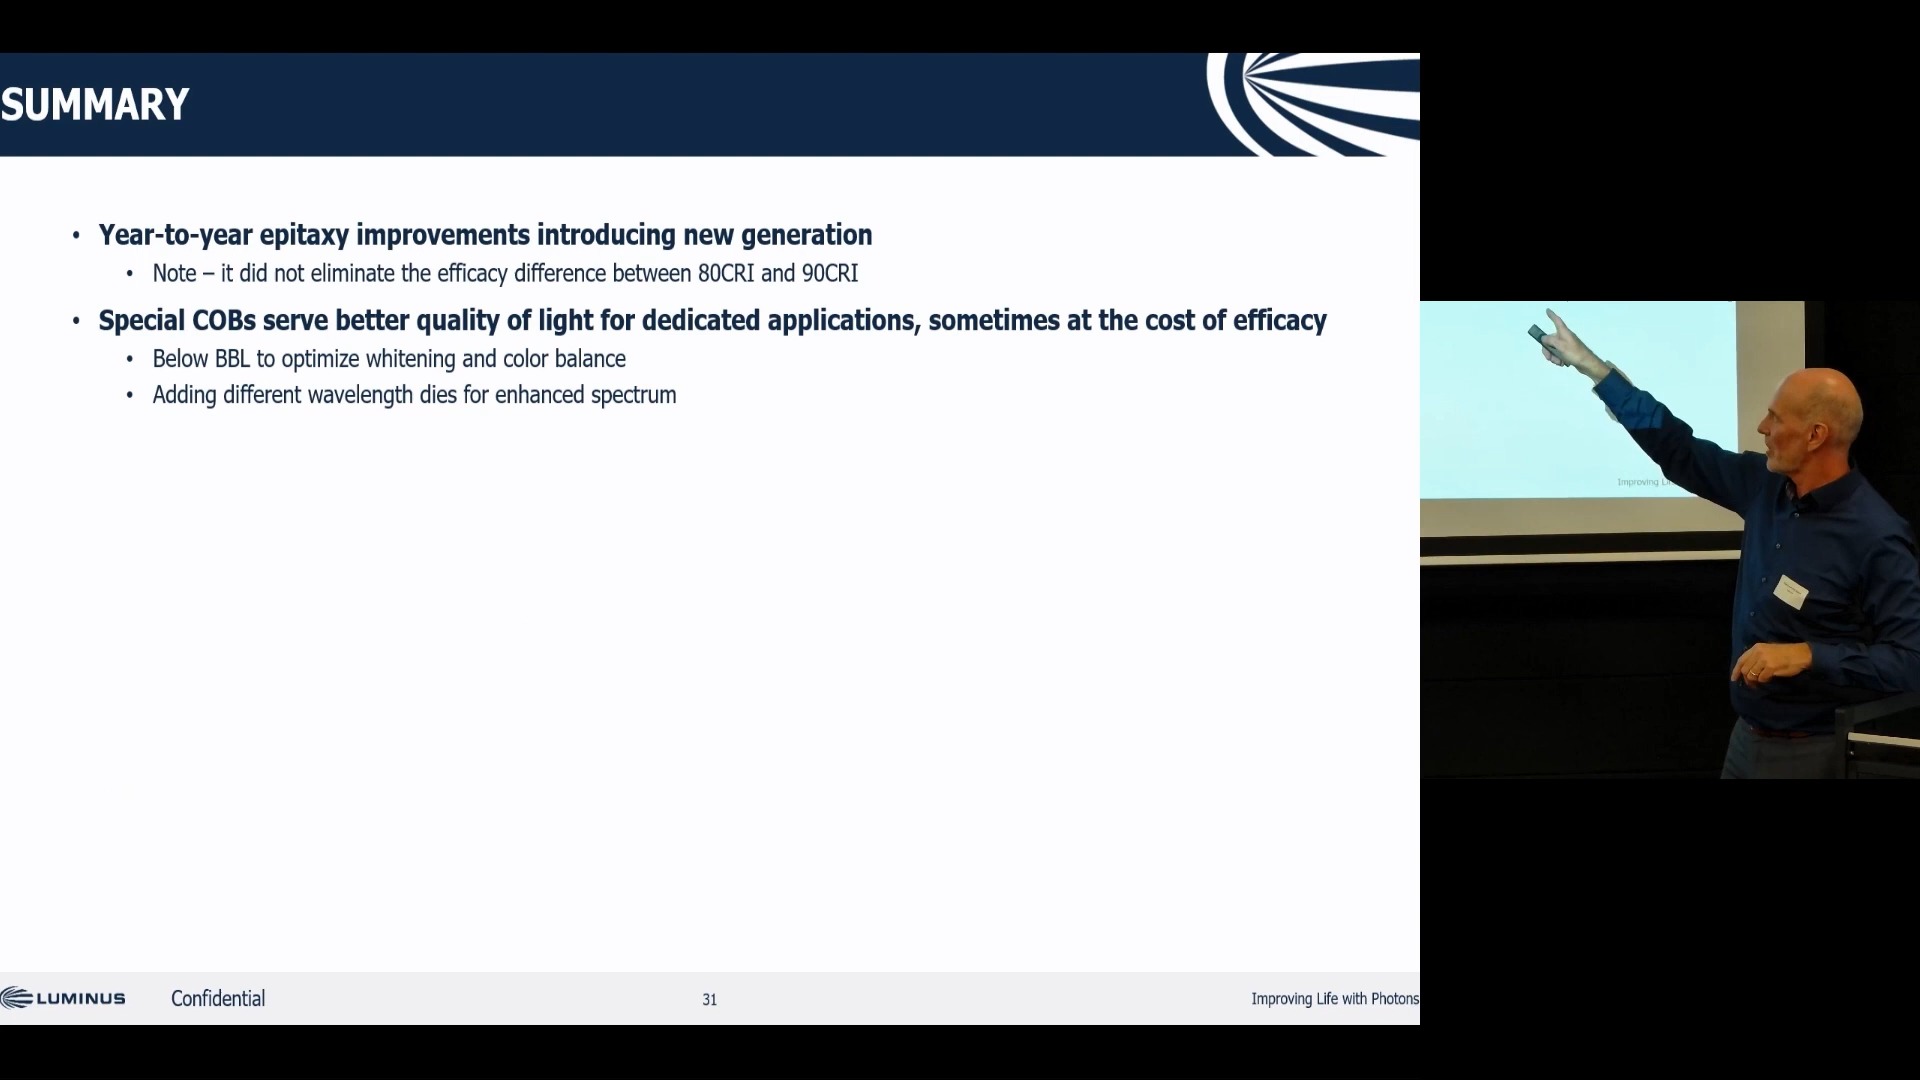 SUMMARY
• Year-to-year epitaxy improvements introducing new generation
• Note – it did not eliminate the efficacy difference between 80CRI and 90CRI
• Special COBs serve better quality of light for dedicated applications, sometimes at the cost of efficacy
• Below BBL to optimize whitening and color balance
• Adding different wavelength dies for enhanced spectrum
LUMINUS
Confidential
31
Improving Life with Photons
Improving